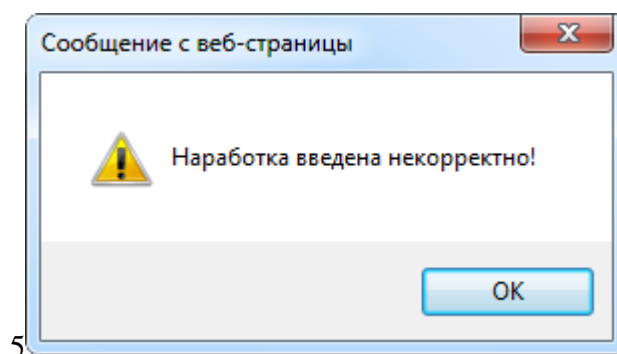 Сообщение с веб-страницы
Наработка введена некорректно!
OK
5